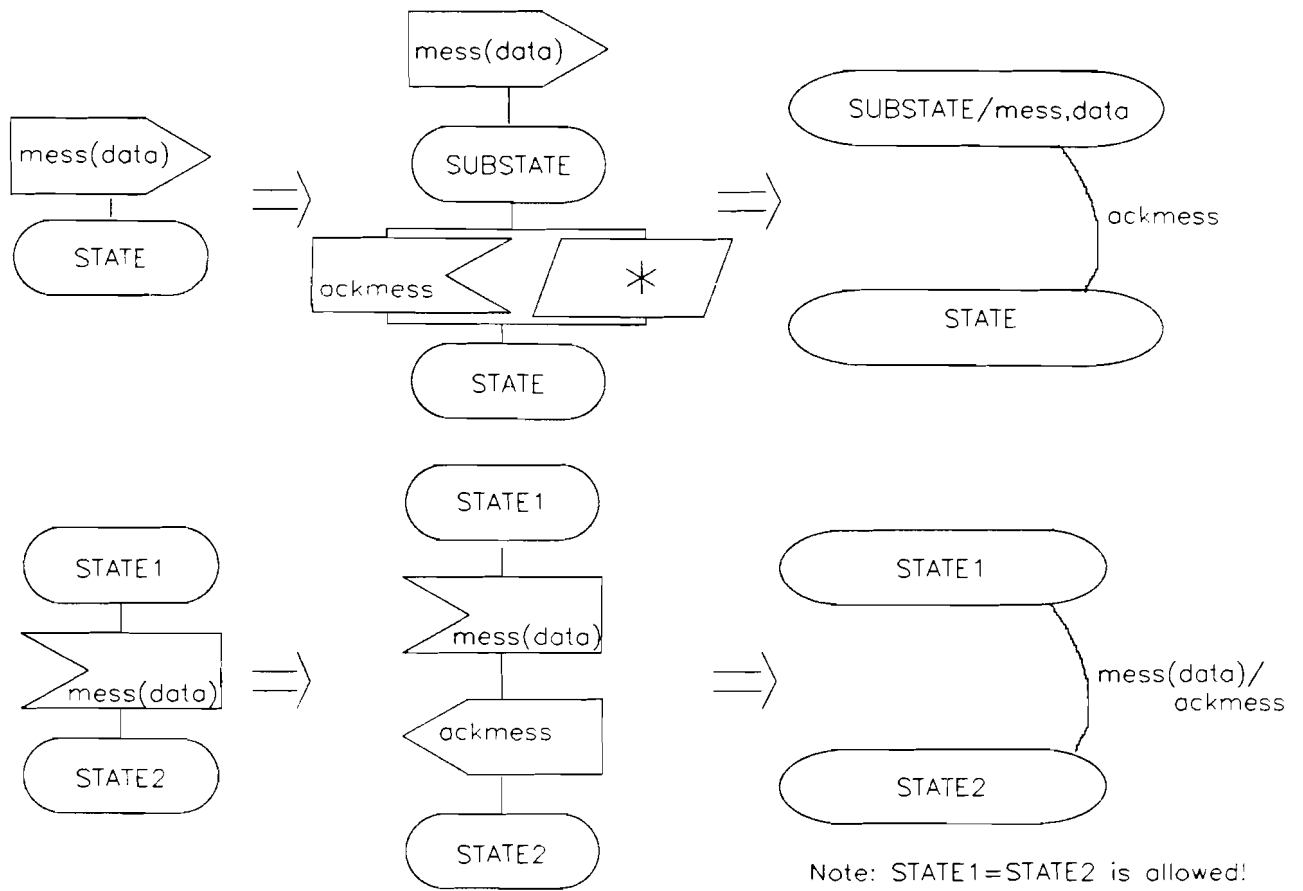 mess(data)
STATE
mess(data)
SUBSTATE
ackmess
*
STATE
SUBSTATE/mess,data
ackmess
STATE
STATE1
mess(data)
STATE2
STATE1
mess(data)
ackmess
STATE2
STATE1
mess(data)/
ackmess
STATE2
Note: STATE1=STATE2 is allowed!